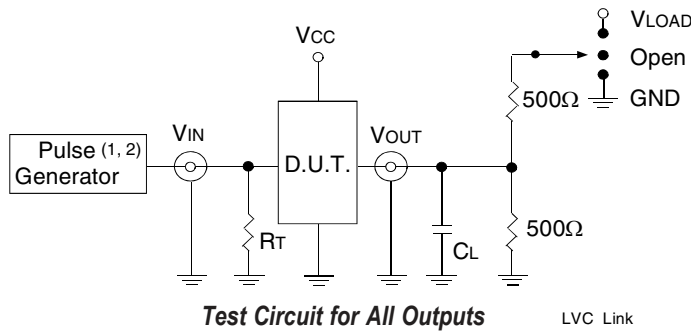 VLOAD
VCC
Open
500Ω
GND
VIN
VOUT
Pulse (1, 2)
Generator
D.U.T.
RT
CL
500Ω
Test Circuit for All Outputs
LVC Link